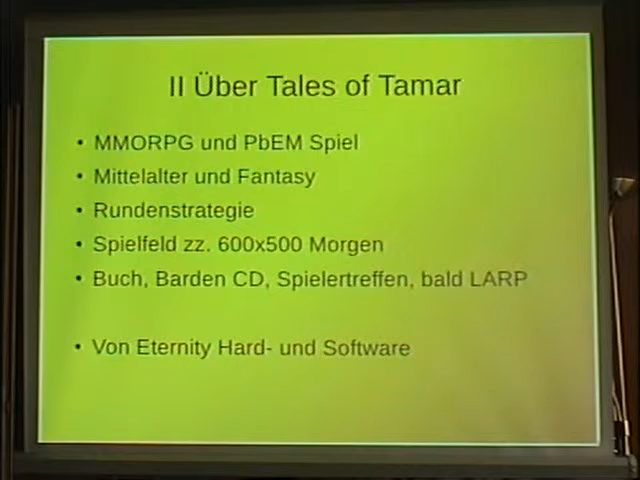 II Über Tales of Tamar
• MMORPG und PbEM Spiel
• Mittelalter und Fantasy
• Rundenstrategie
• Spielfeld zz. 600x500 Morgen
• Buch, Barden CD, Spielertreffen, bald LARP
• Von Eternity Hard- und Software